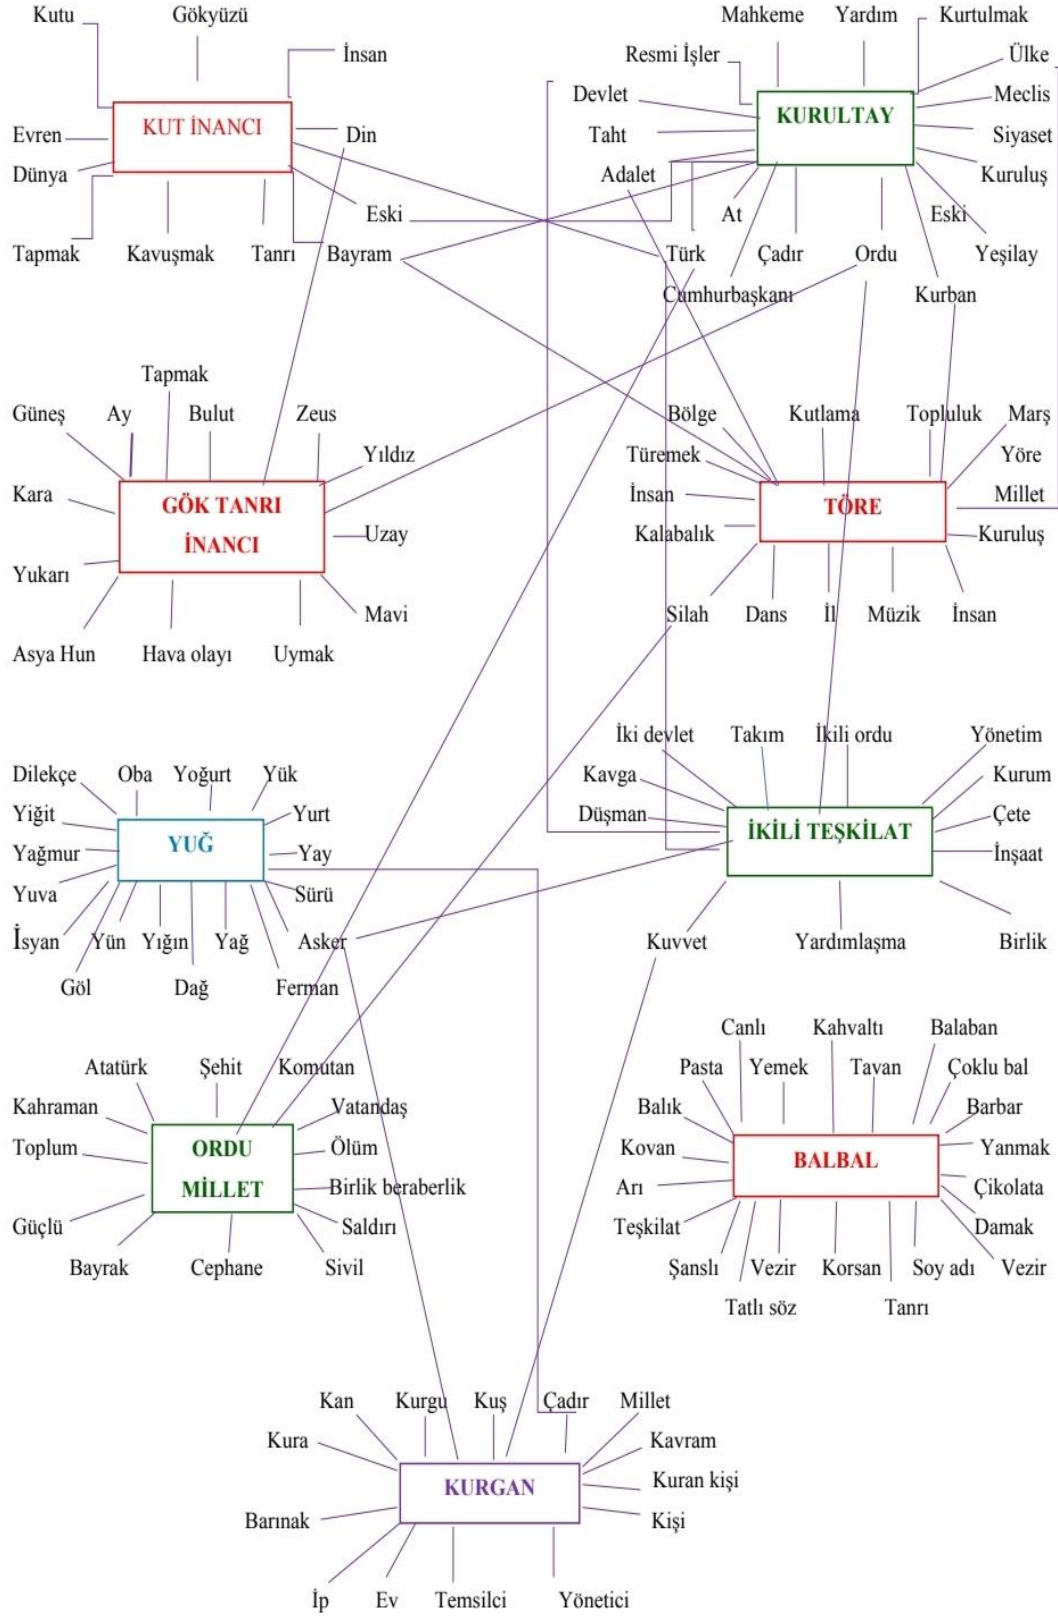 Kutu
Gökyüzü
İnsan
KUT İNANCI
Evren
Din
Dünya
Eski
Tapmak
Kavuşmak
Tanrı
Bayram
Mahkeme
Yardım
Kurtulmak
Resmi İşler
Ülke
Devlet
Meclis
KURULTAY
Taht
Siyaset
Adalet
Kuruluş
At
Eski
Türk
Çadır
Ordu
Yeşilay
Cumhurbaşkanı
Kurban
Tapmak
Güneş
Ay
Bulut
Zeus
Yıldız
Kara
GÖK TANRI
İNANCI
Uzay
Yukarı
Mavi
Asya Hun
Hava olayı
Uymak
Bölge
Kutlama
Topluluk
Marş
Türemek
Yöre
İnsan
TÖRE
Millet
Kalabalık
Kuruluş
Silah
Dans
İl
Müzik
İnsan
Dilekçe
Oba
Yoğurt
Yük
Yiğit
Yurt
YUĞ
Yağmur
Yay
Yuva
Sürü
İsyan
Yün
Yığın
Yağ
Asker
Göl
Dağ
Ferman
İki devlet
Takım
İkili ordu
Yönetim
Kavga
Kurum
Düşman
Çete
İKİLİ TEŞKİLAT
İnşaat
Kuvvet
Yardımlaşma
Birlik
Atatürk
Şehit
Komutan
Kahraman
Vatandaş
Toplum
ORDU
MİLLET
Ölüm
Birlik beraberlik
Güçlü
Saldırı
Bayrak
Cephane
Sivil
Canlı
Kahvaltı
Balaban
Pasta
Yemek
Tavan
Çoklu bal
Balık
Barbar
Kovan
BALBAL
Yanmak
Arı
Çikolata
Teşkilat
Damak
Şanslı
Vezir
Korsan
Soy adı
Vezir
Tatlı söz
Tanrı
Kan
Kurgu
Kuş
Çadır
Millet
Kura
Kavram
KURGAN
Kuran kişi
Barınak
Kişi
İp
Ev
Temsilci
Yönetici